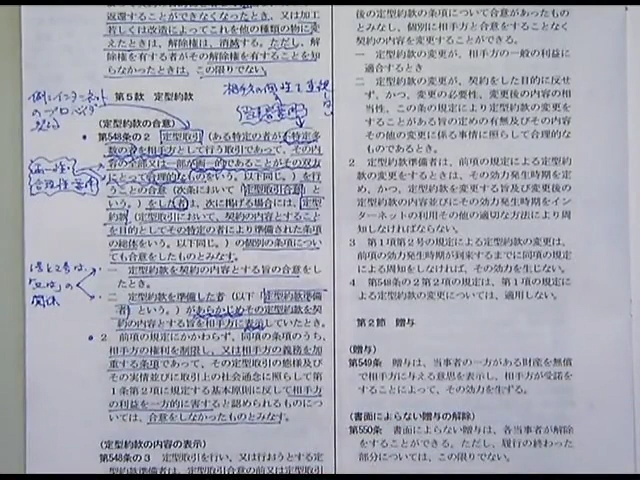 返還することができなくなったとき、又は加工
若しくは改造によってこれを他の種類の物に変
えたときは、解除権は、消滅する。ただし、解
除権を有する者がその解除権を有することを知
らなかったときは、この限りでない。
第5款 定型約款
(定型約款の合意)
第548条の2 定型取引(ある特定の者が不特定多
数の者を相手方として行う取引であって、その内
容の全部又は一部が画一的であることがその双方
にとって合理的なものをいう。以下同じ。)を行
うことの合意(次条において「定型取引合意」と
いう。)をした者は、次に掲げる場合には、定型
約款(定型取引において、契約の内容とすること
を目的としてその特定の者により準備された条項
の総体をいう。以下同じ。)の個別の条項につい
ても合意をしたものとみなす。
一 定型約款を契約の内容とする旨の合意をし
たとき。
二 定型約款を準備した者(以下「定型約款準備
者」という。)があらかじめその定型約款を契
約の内容とする旨を相手方に表示していたとき。
2 前項の規定にかかわらず、同項の条項のうち、
相手方の権利を制限し、又は相手方の義務を加
重する条項であって、その定型取引の態様及び
その実情並びに取引上の社会通念に照らして第
1条第2項に規定する基本原則に反して相手方
の利益を一方的に害すると認められるものにつ
いては、合意をしなかったものとみなす。
(定型約款の内容の表示)
第548条の3 定型取引を行い、又は行おうとする
定型約款準備者は、定型取引合意の前又は定型取引
例:インターネット
のプロバイダ
契約
画一性・
合理性要件
1号と2号は、
「又は」の
関係
後の定型約款の条項について合意があったもの
とみなし、個別に相手方と合意をすることなく
契約の内容を変更することができる。
一 定型約款の変更が、相手方の一般の利益に
適合するとき
二 定型約款の変更が、契約をした目的に反せ
ず、かつ、変更の必要性、変更後の内容の相
当性、この条の規定により定型約款の変更をす
ることがある旨の定めの有無及びその内容
その他の変更に係る事情に照らして合理的な
ものであるとき。
2 定型約款準備者は、前項の規定による定型約
款の変更をするときは、その効力発生時期を定
め、かつ、定型約款を変更する旨及び変更後の
定型約款の内容並びにその効力発生時期をイン
ターネットの利用その他の適切な方法により周
知しなければならない。
3 第1項第2号の規定による定型約款の変更は、
前項の効力発生時期が到来するまでに同項の規定
による周知をしなければ、その効力を生じない。
4 第548条の2第2項の規定は、第1項の規定に
よる定型約款の変更については、適用しない。
第2節 贈与
(贈与)
第549条 贈与は、当事者の一方がある財産を無償
で相手方に与える意思を表示し、相手方が受諾を
することによって、その効力を生ずる。
(書面によらない贈与の解除)
第550条 書面によらない贈与は、各当事者が解除
をすることができる。ただし、履行の終わった
部分については、この限りでない。